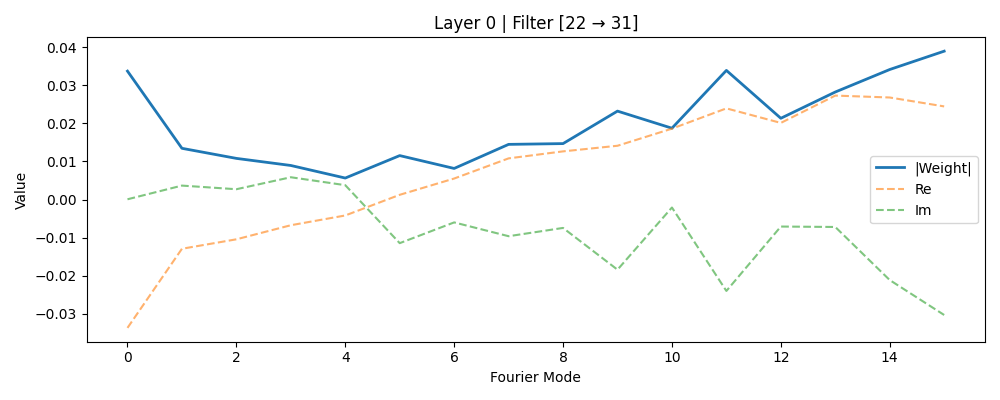 Layer 0 | Filter [22 → 31]
0.04
0.03
0.02
0.01
0.00
−0.01
−0.02
−0.03
Value
|Weight|
Re
Im
0 2 4 6 8 10 12 14
Fourier Mode